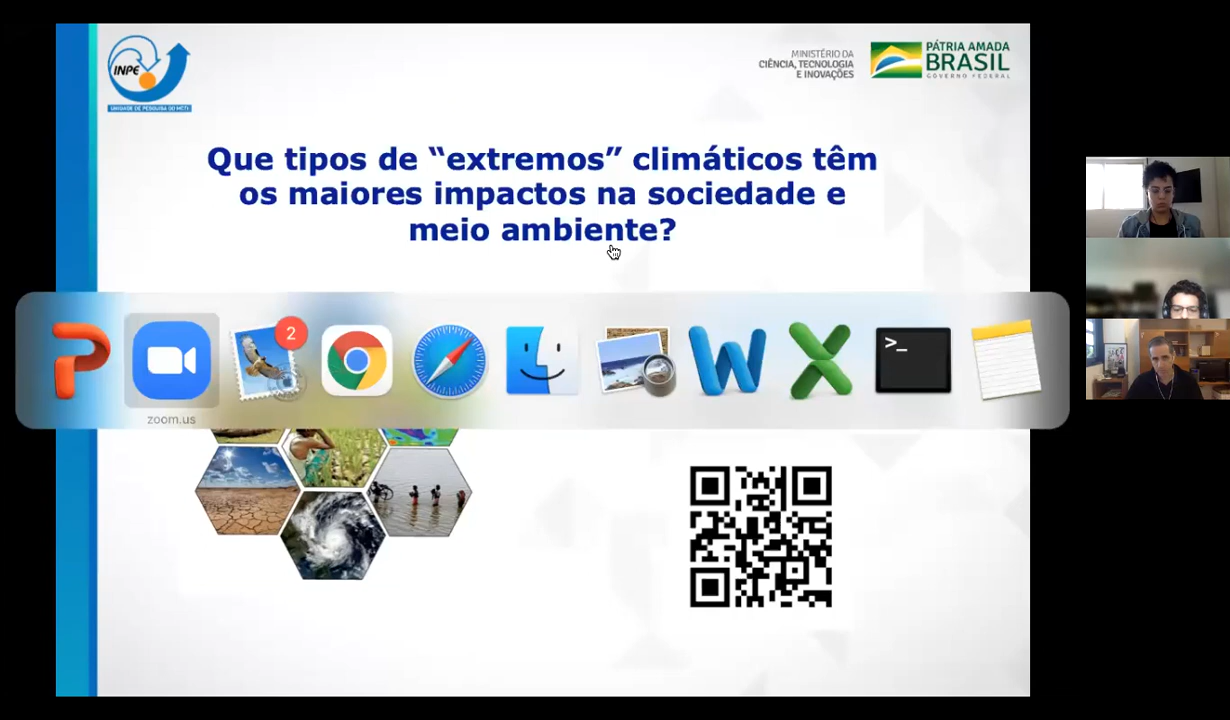 INPE
UNIDADE DE PESQUISA DO MCTI
MINISTÉRIO DA
CIÊNCIA, TECNOLOGIA
E INOVAÇÕES
PÁTRIA AMADA
BRASIL
GOVERNO FEDERAL
Que tipos de “extremos” climáticos têm
os maiores impactos na sociedade e
meio ambiente?
2
>_
zoom.us